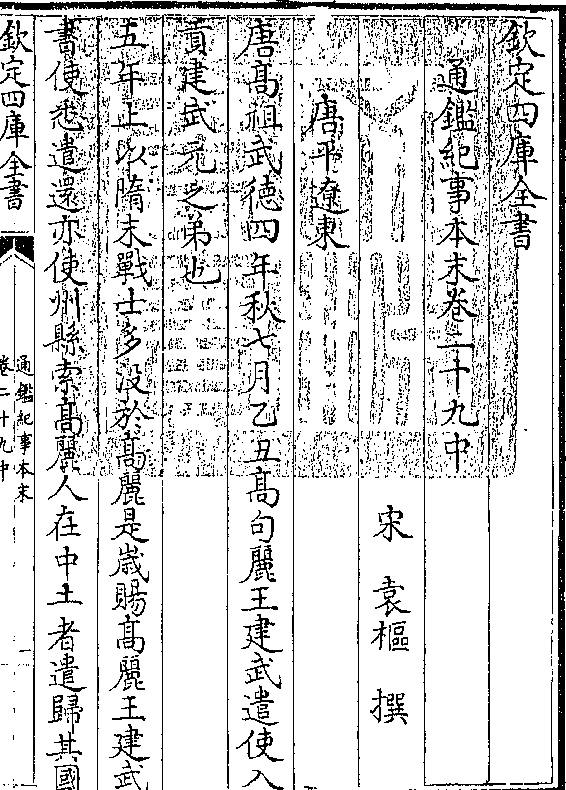 欽定四庫全書
通鑑紀事本末卷二十九中
宋 袁樞 撰
唐平遼東
唐高祖武德四年秋七月乙丑高句麗王建武遣使入
貢建武元之弟也
五年上以隋末戰士多没於高麗是歲賜高麗王建武
書使悉遣還亦使州縣索高麗人在中土者遣歸其國
欽定四庫全書
通鑑紀事本末
卷二十九中